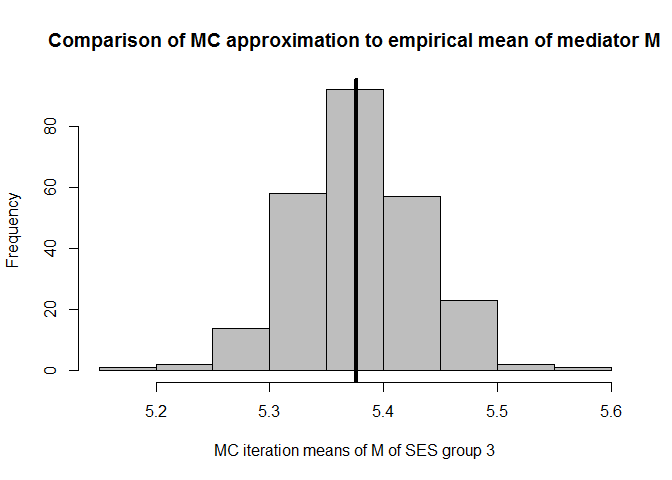 Comparison of MC approximation to empirical mean of mediator M
Frequency
80
60
40
20
0
5.2 5.3 5.4 5.5 5.6
MC iteration means of M of SES group 3